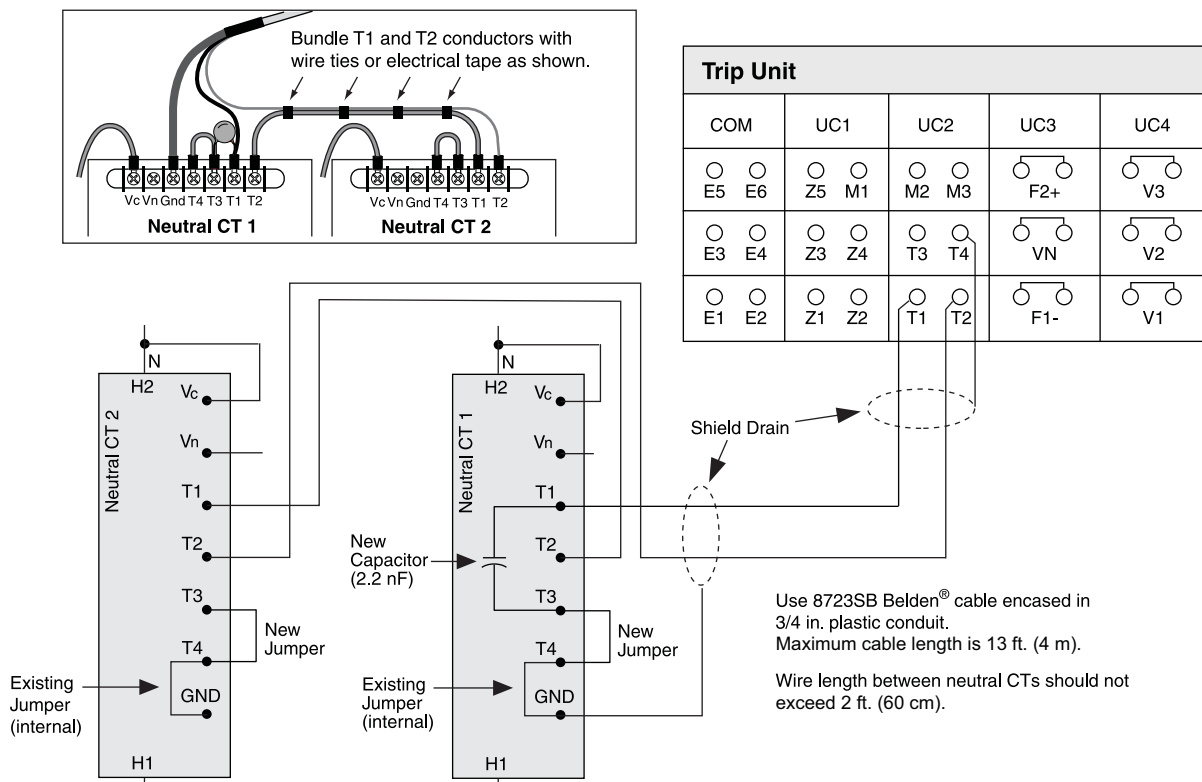 Bundle T1 and T2 conductors with
wire ties or electrical tape as shown.
Vc Vn Gnd T4 T3 T1 T2
Neutral CT 1
Vc Vn Gnd T4 T3 T1 T2
Neutral CT 2
Trip Unit
COM UC1 UC2 UC3 UC4
E5 E6 Z5 M1 M2 M3 F2+ V3
E3 E4 Z3 Z4 T3 T4 VN V2
E1 E2 Z1 Z2 T1 T2 F1- V1
N
H2
Neutral CT 2
Vc
Vn
T1
T2
T3
T4
GND
H1
New
Jumper
Existing
Jumper
(internal)
N
H2
Neutral CT 1
Vc
Vn
T1
T2
T3
T4
GND
H1
New
Capacitor
(2.2 nF)
New
Jumper
Existing
Jumper
(internal)
Shield Drain
Use 8723SB Belden® cable encased in
3/4 in. plastic conduit.
Maximum cable length is 13 ft. (4 m).
Wire length between neutral CTs should not
exceed 2 ft. (60 cm).